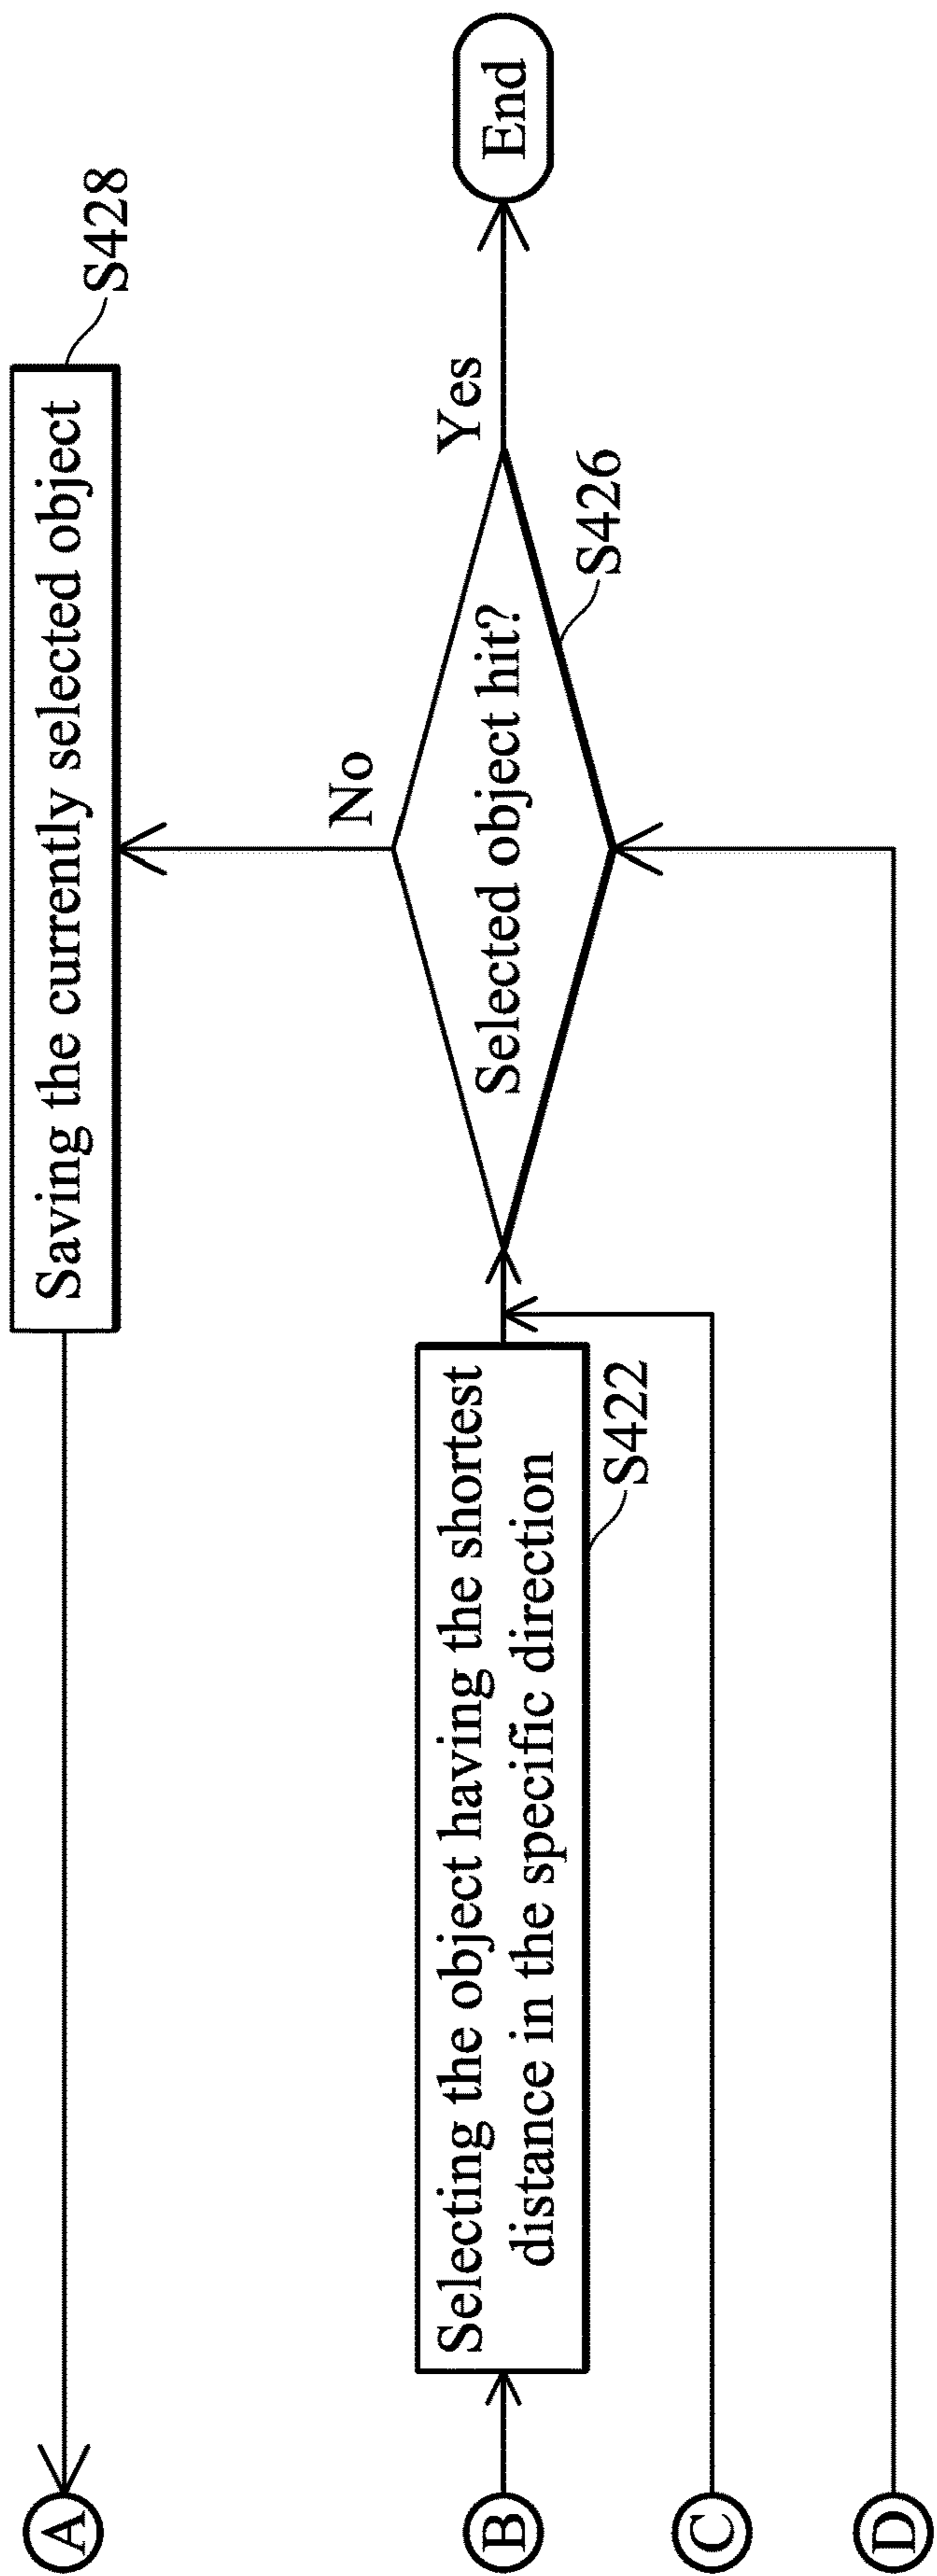 A
Saving the currently selected object
S428
No
B
Selecting the object having the shortest
distance in the specific direction
S422
Selected object hit?
S426
Yes
End
C
D